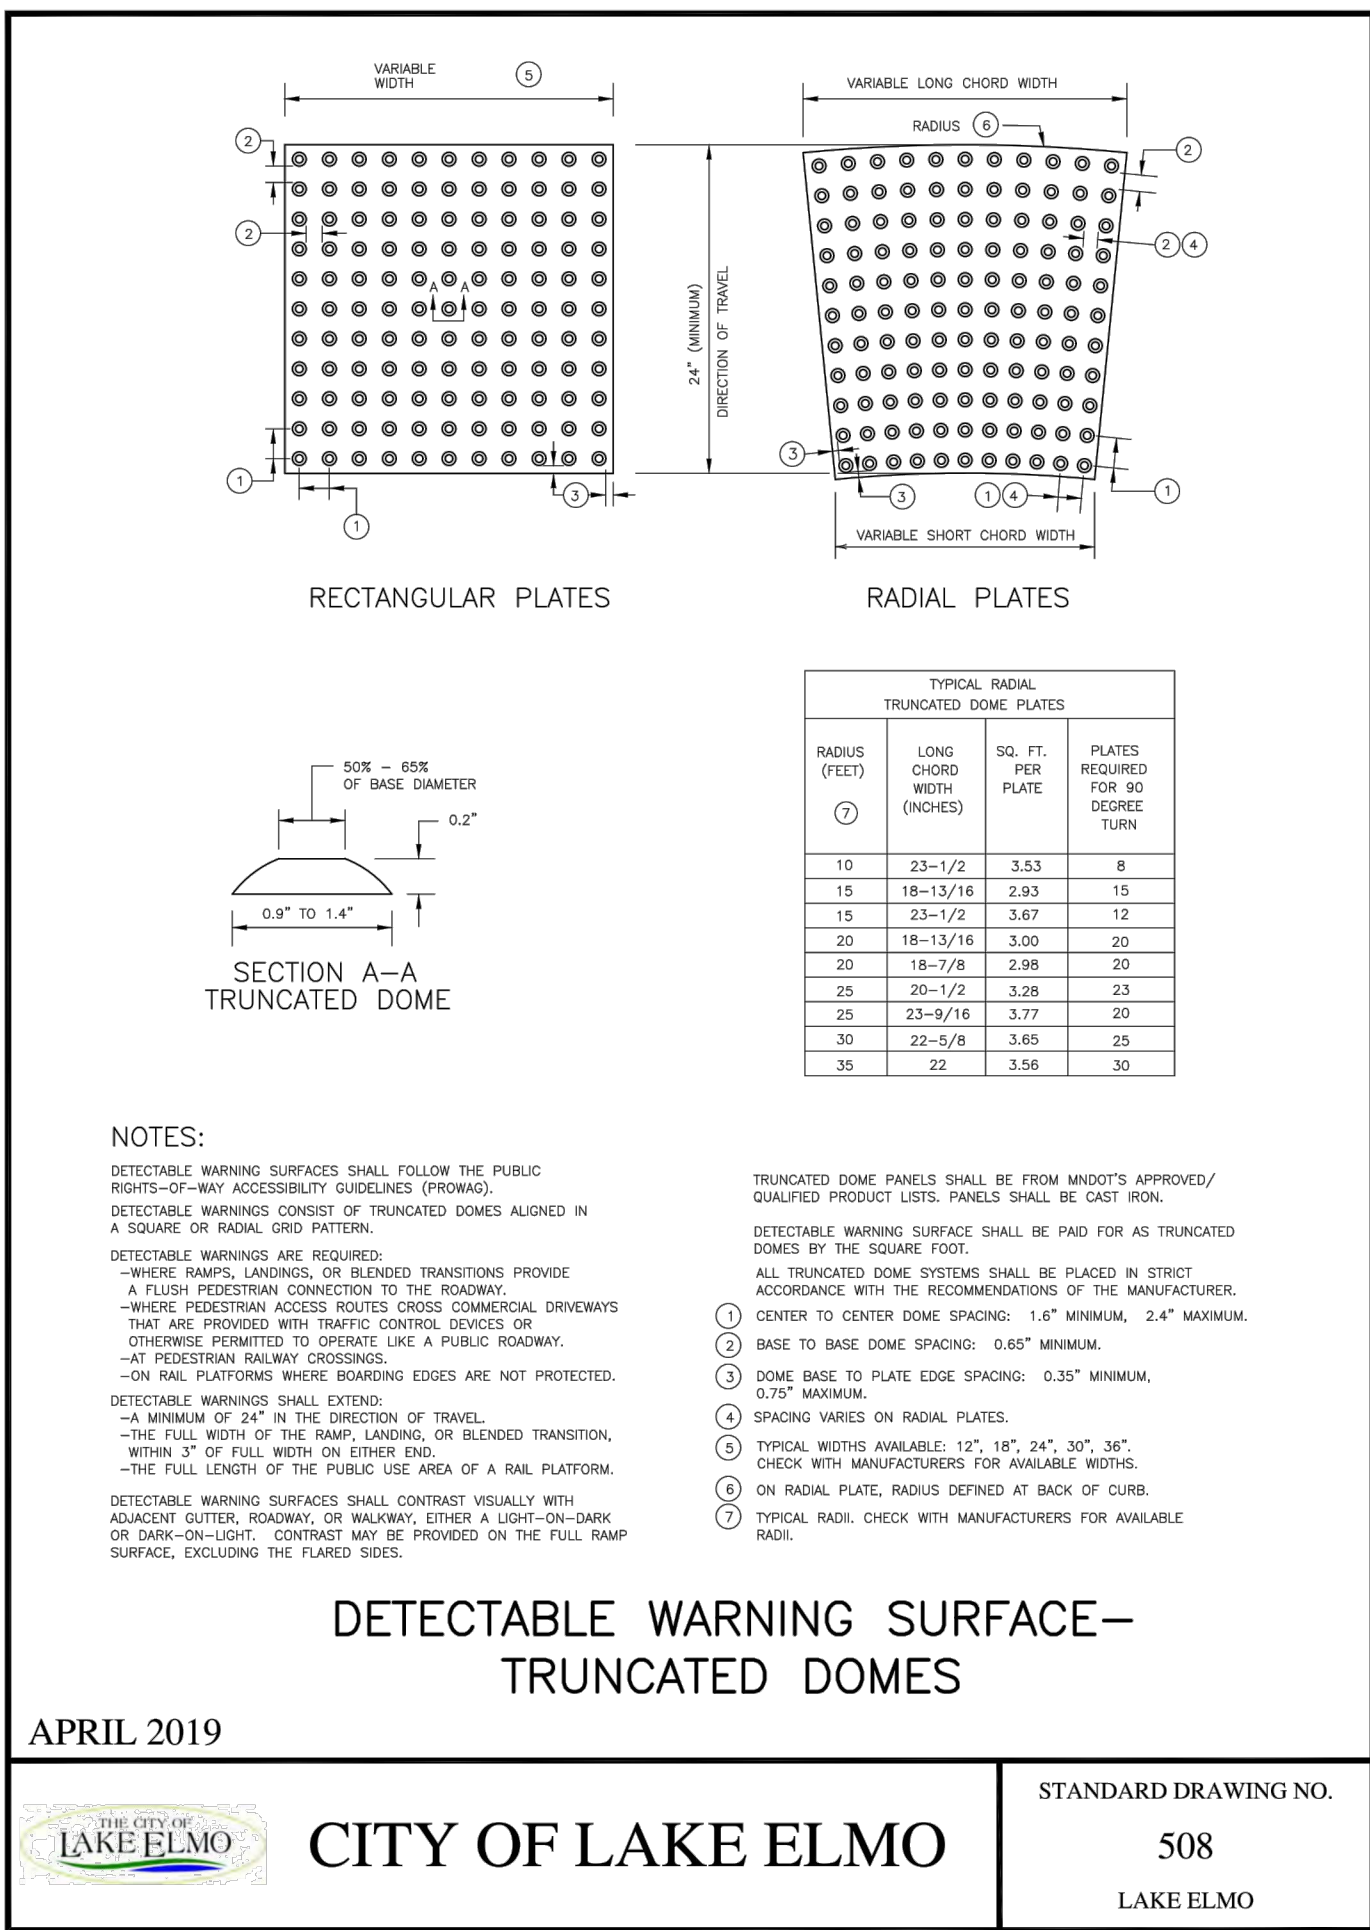 VARIABLE
WIDTH
5
VARIABLE LONG CHORD WIDTH
RADIUS 6
2
2
2
2 4
A A
24" (MINIMUM)
DIRECTION OF TRAVEL
3
1
3
1
3
1 4
1
VARIABLE SHORT CHORD WIDTH
RECTANGULAR PLATES
RADIAL PLATES
50% - 65%
OF BASE DIAMETER
0.2"
0.9" TO 1.4"
SECTION A-A
TRUNCATED DOME
TYPICAL RADIAL
TRUNCATED DOME PLATES
RADIUS
(FEET)
7
LONG
CHORD
WIDTH
(INCHES)
SQ. FT.
PER
PLATE
PLATES
REQUIRED
FOR 90
DEGREE
TURN
10 23-1/2 3.53 8
15 18-13/16 2.93 15
15 23-1/2 3.67 12
20 18-13/16 3.00 20
20 18-7/8 2.98 20
25 20-1/2 3.28 23
25 23-9/16 3.77 20
30 22-5/8 3.65 25
35 22 3.56 30
NOTES:
DETECTABLE WARNING SURFACES SHALL FOLLOW THE PUBLIC
RIGHTS-OF-WAY ACCESSIBILITY GUIDELINES (PROWAG).
DETECTABLE WARNINGS CONSIST OF TRUNCATED DOMES ALIGNED IN
A SQUARE OR RADIAL GRID PATTERN.
DETECTABLE WARNINGS ARE REQUIRED:
-WHERE RAMPS, LANDINGS, OR BLENDED TRANSITIONS PROVIDE
A FLUSH PEDESTRIAN CONNECTION TO THE ROADWAY.
-WHERE PEDESTRIAN ACCESS ROUTES CROSS COMMERCIAL DRIVEWAYS
THAT ARE PROVIDED WITH TRAFFIC CONTROL DEVICES OR
OTHERWISE PERMITTED TO OPERATE LIKE A PUBLIC ROADWAY.
-AT PEDESTRIAN RAILWAY CROSSINGS.
-ON RAIL PLATFORMS WHERE BOARDING EDGES ARE NOT PROTECTED.
DETECTABLE WARNINGS SHALL EXTEND:
-A MINIMUM OF 24" IN THE DIRECTION OF TRAVEL.
-THE FULL WIDTH OF THE RAMP, LANDING, OR BLENDED TRANSITION,
WITHIN 3" OF FULL WIDTH ON EITHER END.
-THE FULL LENGTH OF THE PUBLIC USE AREA OF A RAIL PLATFORM.
DETECTABLE WARNING SURFACES SHALL CONTRAST VISUALLY WITH
ADJACENT GUTTER, ROADWAY, OR WALKWAY, EITHER A LIGHT-ON-DARK
OR DARK-ON-LIGHT. CONTRAST MAY BE PROVIDED ON THE FULL RAMP
SURFACE, EXCLUDING THE FLARED SIDES.
TRUNCATED DOME PANELS SHALL BE FROM MNDOT'S APPROVED/
QUALIFIED PRODUCT LISTS. PANELS SHALL BE CAST IRON.
DETECTABLE WARNING SURFACE SHALL BE PAID FOR AS TRUNCATED
DOMES BY THE SQUARE FOOT.
ALL TRUNCATED DOME SYSTEMS SHALL BE PLACED IN STRICT
ACCORDANCE WITH THE RECOMMENDATIONS OF THE MANUFACTURER.
1 CENTER TO CENTER DOME SPACING: 1.6" MINIMUM, 2.4" MAXIMUM.
2 BASE TO BASE DOME SPACING: 0.65" MINIMUM.
3 DOME BASE TO PLATE EDGE SPACING: 0.35" MINIMUM,
0.75" MAXIMUM.
4 SPACING VARIES ON RADIAL PLATES.
5 TYPICAL WIDTHS AVAILABLE: 12", 18", 24", 30", 36".
CHECK WITH MANUFACTURERS FOR AVAILABLE WIDTHS.
6 ON RADIAL PLATE, RADIUS DEFINED AT BACK OF CURB.
7 TYPICAL RADII. CHECK WITH MANUFACTURERS FOR AVAILABLE
RADII.
DETECTABLE WARNING SURFACE-
TRUNCATED DOMES
APRIL 2019
THE CITY OF
LAKE ELMO
CITY OF LAKE ELMO
STANDARD DRAWING NO.
508
LAKE ELMO